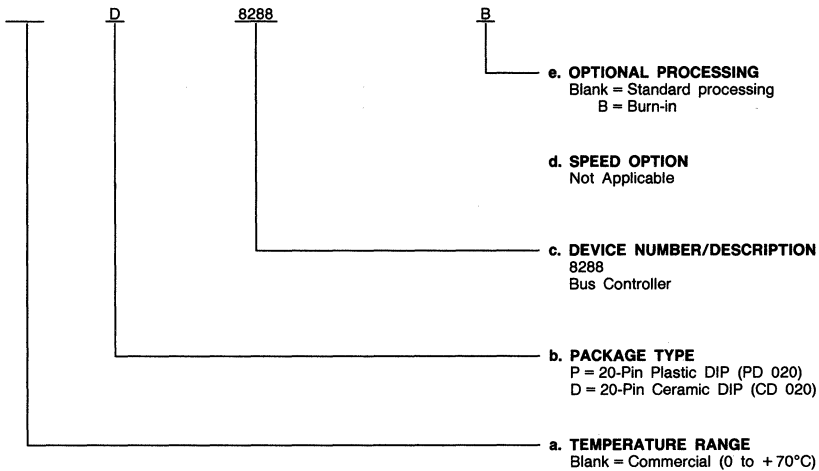 D 8288 B
e. OPTIONAL PROCESSING
Blank = Standard processing
B = Burn-in
d. SPEED OPTION
Not Applicable
c. DEVICE NUMBER/DESCRIPTION
8288
Bus Controller
b. PACKAGE TYPE
P = 20-Pin Plastic DIP (PD 020)
D = 20-Pin Ceramic DIP (CD 020)
a. TEMPERATURE RANGE
Blank = Commercial (0 to +70°C)